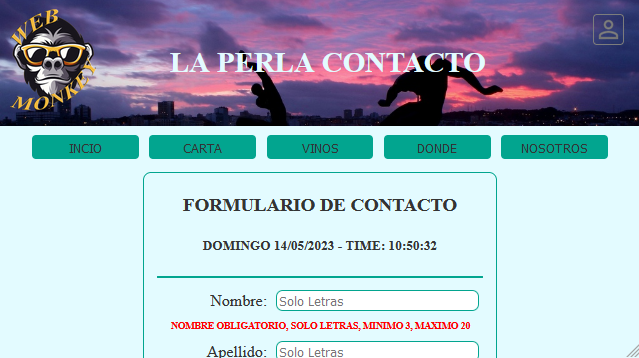 WEB
MONKEY
LA PERLA CONTACTO
INCIO
CARTA
VINOS
DONDE
NOSOTROS
FORMULARIO DE CONTACTO
DOMINGO 14/05/2023 - TIME: 10:50:32
Nombre: Solo Letras
NOMBRE OBLIGATORIO, SOLO LETRAS, MINIMO 3, MAXIMO 20
Apellido: Solo Letras